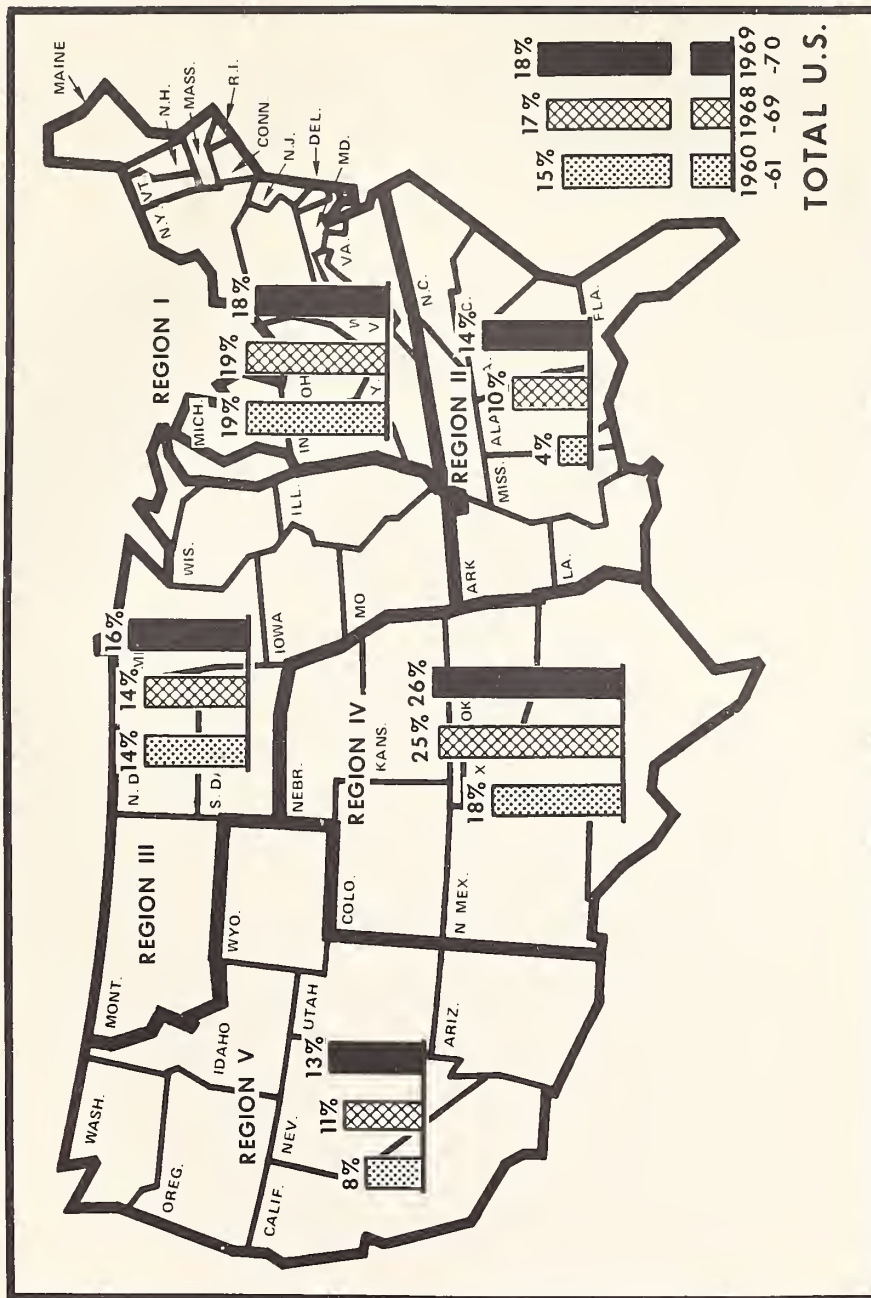 MAINE
VT.
N.H.
MASS.
R.I.
CONN.
N.Y.
N.J.
DEL.
MD.
VA.
REGION I
19% 19% 18%
MICH.
OH
IN
Y.
V
N.C.
C.
REGION II
4% 10% 14%
ALA
MISS.
FLA.
WIS.
ILL.
IOWA
MO
ARK
LA.
14% 14% 16%
N. D
S. DA
MI
MONT.
REGION III
NEBR.
REGION IV
KANS.
18% 25% 26%
OK
X
COLO.
N MEX.
WYO.
WASH.
OREG.
IDAHO
REGION V
NEV.
UTAH
CALIF.
ARIZ.
8% 11% 13%
15% 17% 18%
1960 1968 1969
-61 -69 -70
TOTAL U.S.